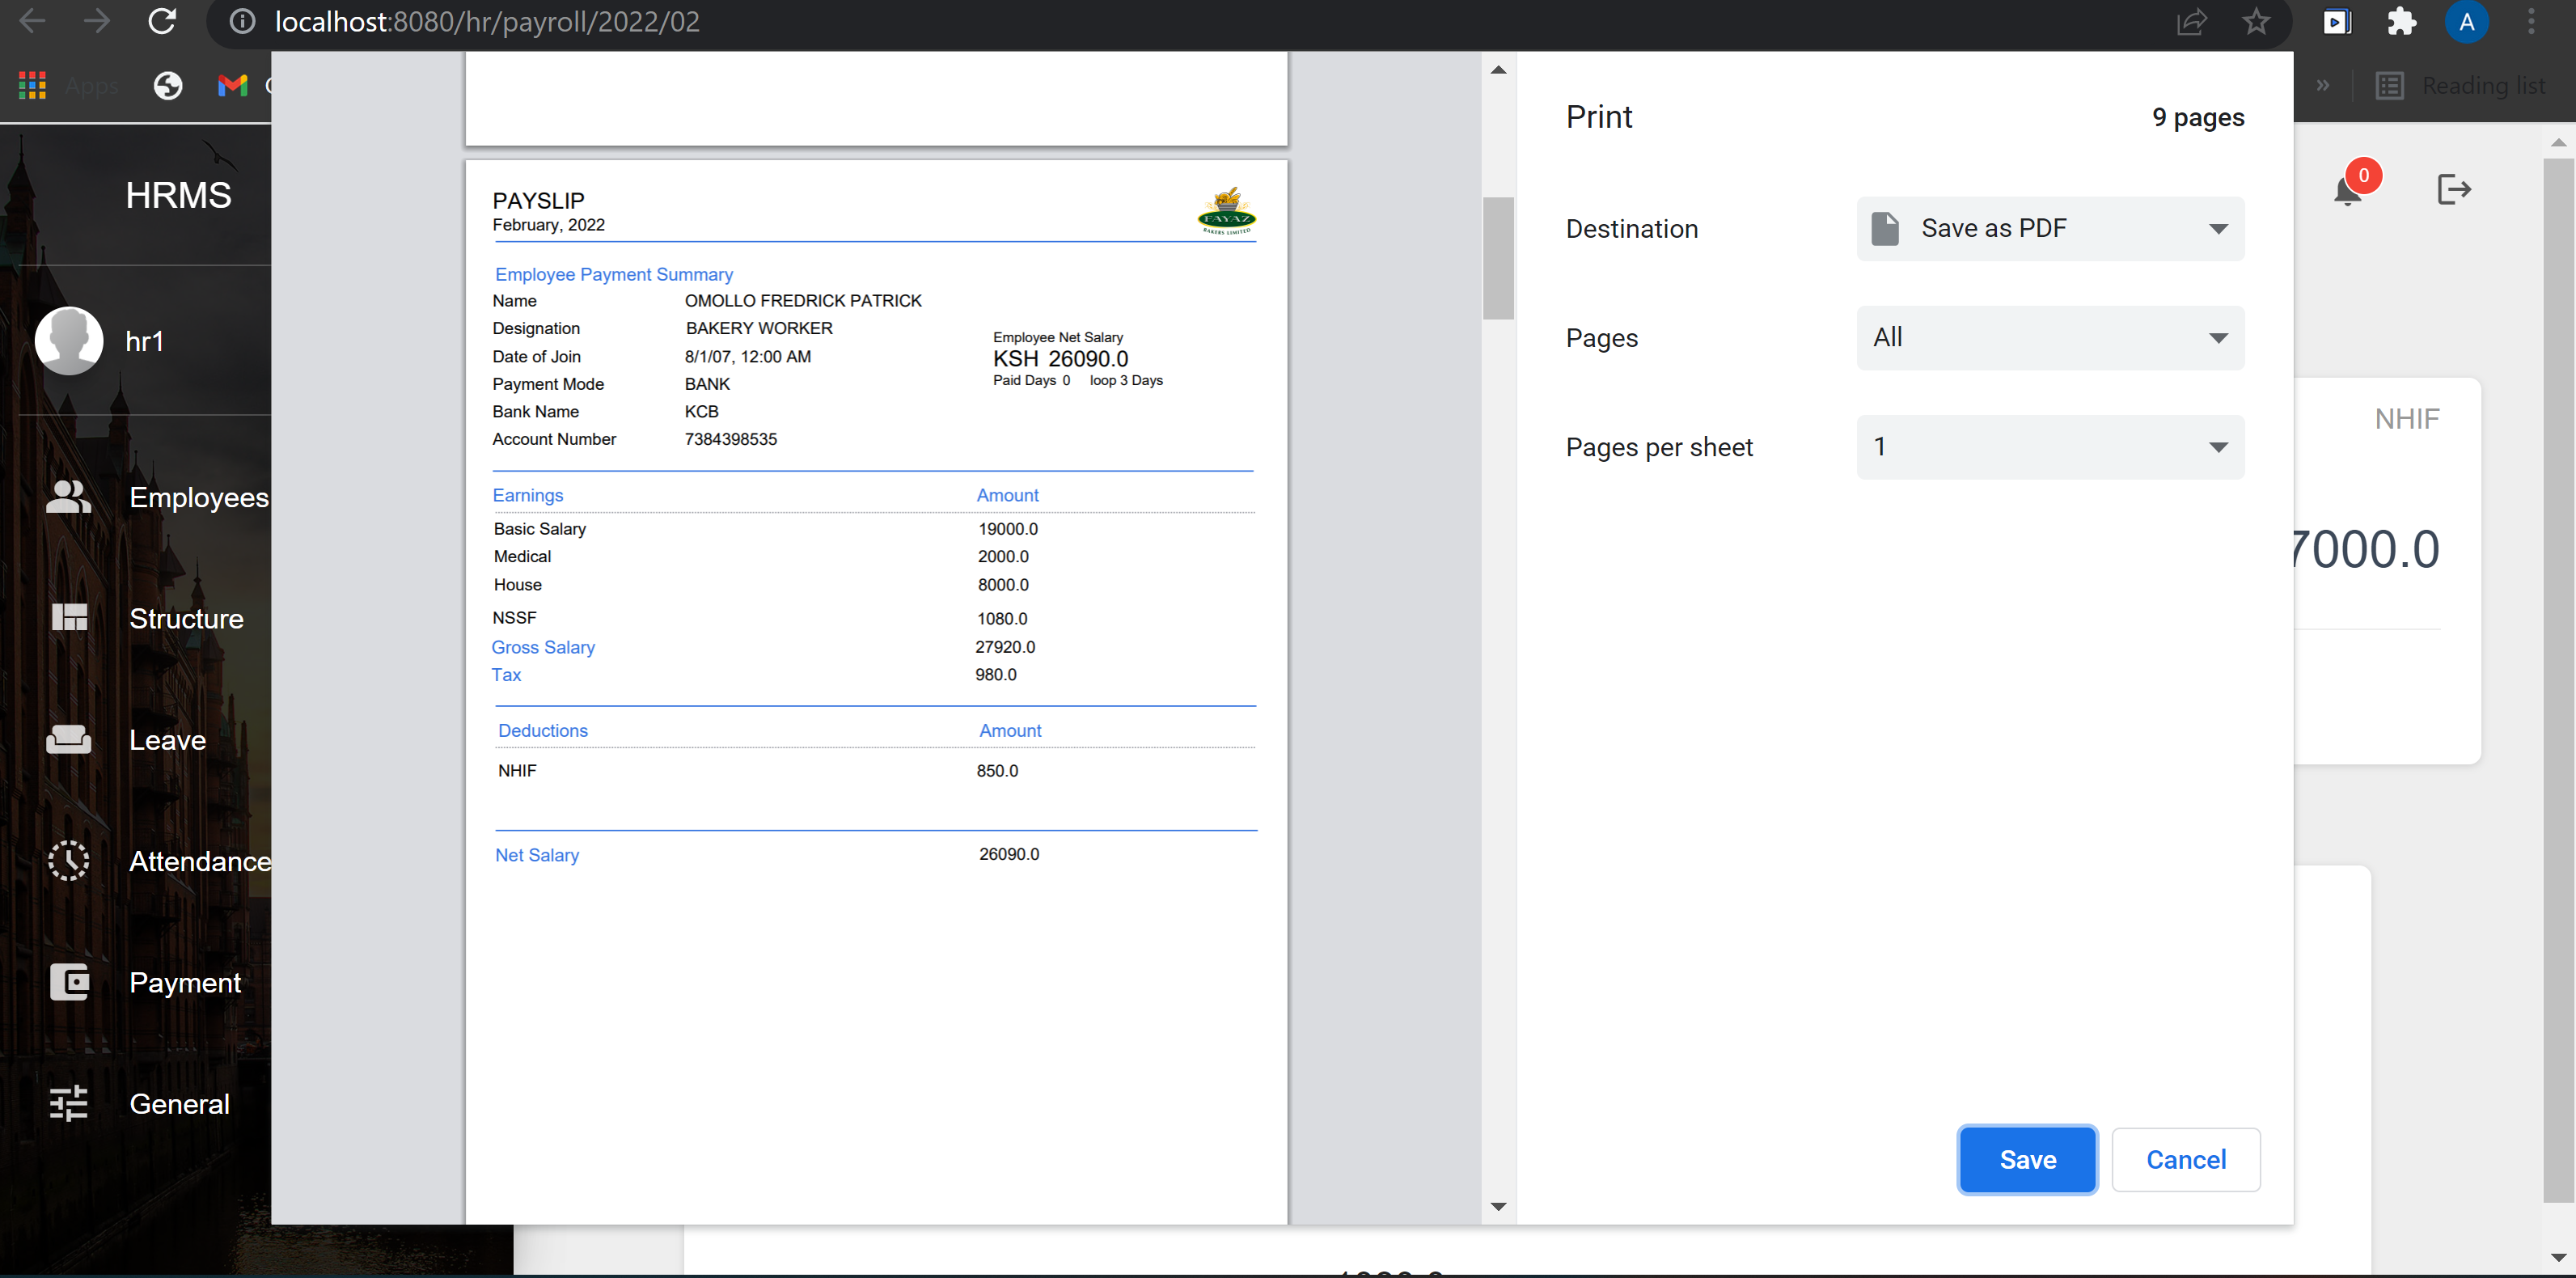 localhost:8080/hr/payroll/2022/02
A
Apps
Reading list
HRMS
hr1
Employees
Structure
Leave
Attendance
Payment
General
PAYSLIP
February, 2022
FAYAZ
BAKERS LIMITED
Employee Payment Summary
Name OMOLLO FREDRICK PATRICK
Designation BAKERY WORKER
Date of Join 8/1/07, 12:00 AM
Payment Mode BANK
Bank Name KCB
Account Number 7384398535
Employee Net Salary
KSH 26090.0
Paid Days 0 loop 3 Days
Earnings Amount
Basic Salary 19000.0
Medical 2000.0
House 8000.0
NSSF 1080.0
Gross Salary 27920.0
Tax 980.0
Deductions Amount
NHIF 850.0
Net Salary 26090.0
Print 9 pages
Destination Save as PDF
Pages All
Pages per sheet 1
Save Cancel
0
NHIF
7000.0